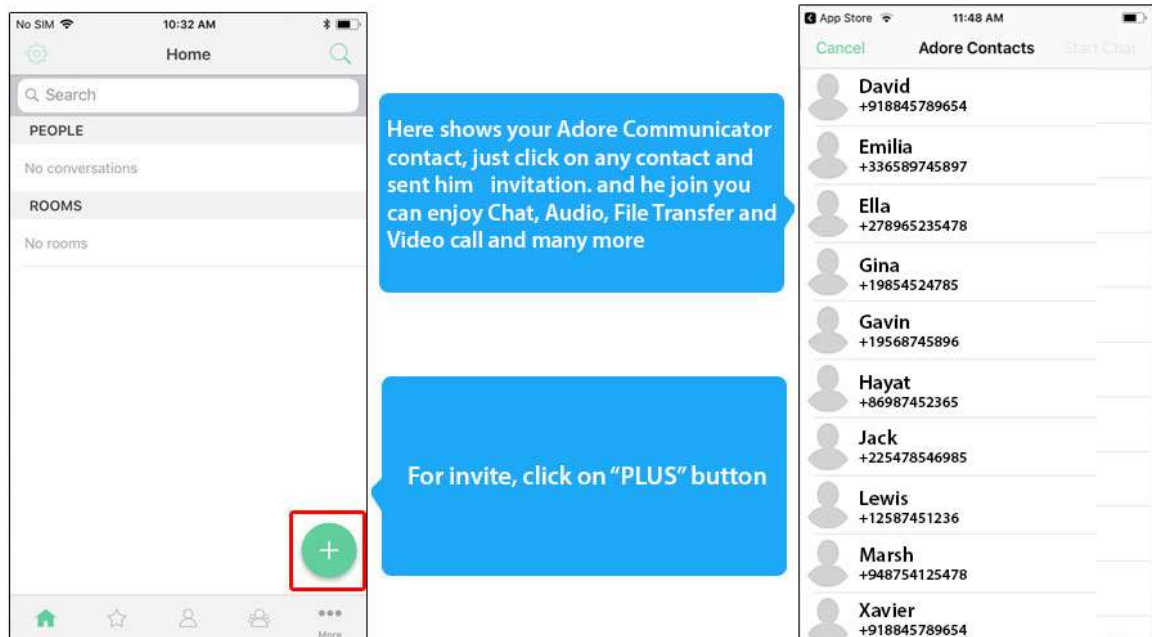 No SIM
10:32 AM
Home
Search
PEOPLE
No conversations
ROOMS
No rooms
More
Here shows your Adore Communicator
contact, just click on any contact and
sent him invitation. and he join you
can enjoy Chat, Audio, File Transfer and
Video call and many more
For invite, click on “PLUS” button
App Store
11:48 AM
Cancel
Adore Contacts
Start Chat
David
+918845789654
Emilia
+336589745897
Ella
+278965235478
Gina
+19854524785
Gavin
+19568745896
Hayat
+86987452365
Jack
+225478546985
Lewis
+12587451236
Marsh
+948754125478
Xavier
+918845789654